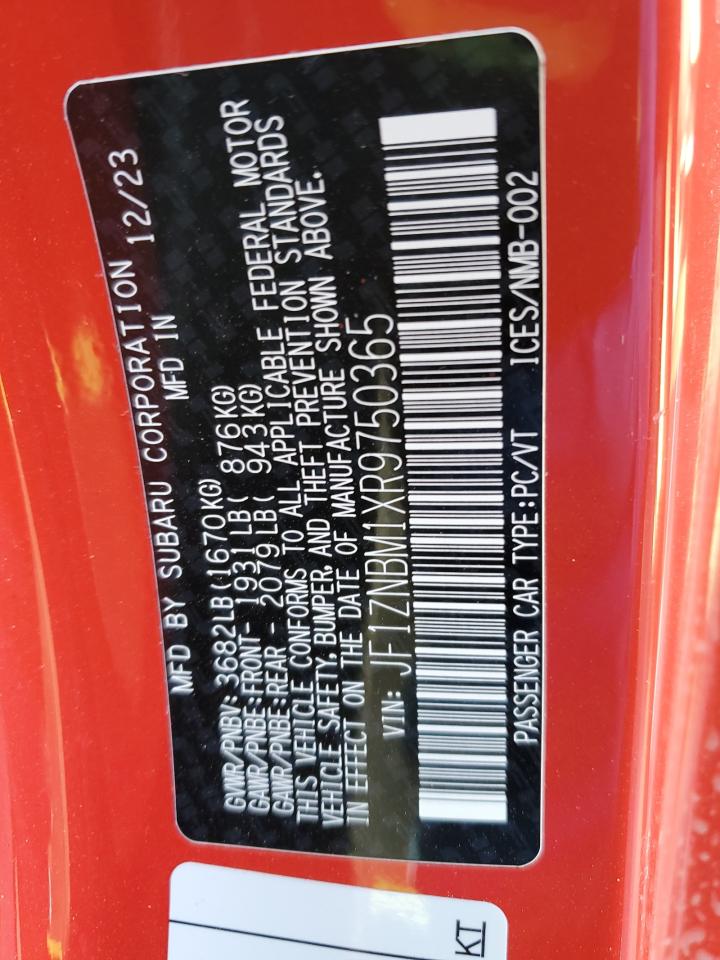 MFD BY SUBARU CORPORATION
MFD IN 12/23
GVWR/PNBV: 3682LB(1670KG)
GAWR/PNBE:FRONT- 1931LB( 876KG)
GAWR/PNBE:REAR - 2079LB( 943KG)
THIS VEHICLE CONFORMS TO ALL APPLICABLE FEDERAL MOTOR
VEHICLE SAFETY, BUMPER, AND THEFT PREVENTION STANDARDS
IN EFFECT ON THE DATE OF MANUFACTURE SHOWN ABOVE.
VIN: JF1ZNBM1XR9750365
PASSENGER CAR TYPE:PC/VT ICES/NMB-002
KT